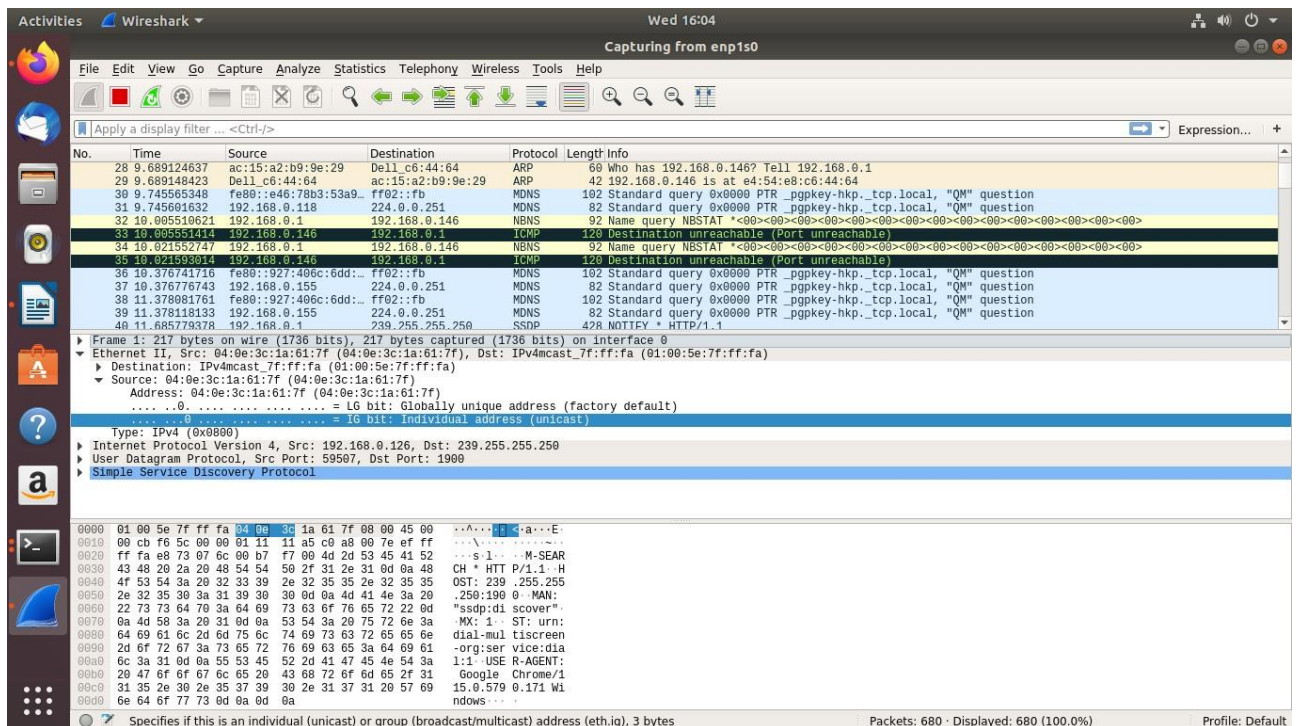 Activities Wireshark Wed 16:04
Capturing from enp1s0
File Edit View Go Capture Analyze Statistics Telephony Wireless Tools Help
Apply a display filter ... <Ctrl-/> Expression... +
No. Time Source Destination Protocol Length Info
28 9.689124637 ac:15:a2:b9:9e:29 Dell_c6:44:64 ARP 60 Who has 192.168.0.146? Tell 192.168.0.1
29 9.689148423 Dell_c6:44:64 ac:15:a2:b9:9e:29 ARP 42 192.168.0.146 is at e4:54:e8:c6:44:64
30 9.745565348 fe80::e46:78b3:53a9… ff02::fb MDNS 102 Standard query 0x0000 PTR _pgpkey-hkp._tcp.local, "QM" question
31 9.745601632 192.168.0.118 224.0.0.251 MDNS 82 Standard query 0x0000 PTR _pgpkey-hkp._tcp.local, "QM" question
32 10.005510621 192.168.0.1 192.168.0.146 NBNS 92 Name query NBSTAT *<00><00><00><00><00><00><00><00><00><00><00><00><00><00><00>
33 10.005551414 192.168.0.146 192.168.0.1 ICMP 120 Destination unreachable (Port unreachable)
34 10.021552747 192.168.0.1 192.168.0.146 NBNS 92 Name query NBSTAT *<00><00><00><00><00><00><00><00><00><00><00><00><00><00><00>
35 10.021593014 192.168.0.146 192.168.0.1 ICMP 120 Destination unreachable (Port unreachable)
36 10.376741716 fe80::927:406c:6dd:… ff02::fb MDNS 102 Standard query 0x0000 PTR _pgpkey-hkp._tcp.local, "QM" question
37 10.376776743 192.168.0.155 224.0.0.251 MDNS 82 Standard query 0x0000 PTR _pgpkey-hkp._tcp.local, "QM" question
38 11.378081761 fe80::927:406c:6dd:… ff02::fb MDNS 102 Standard query 0x0000 PTR _pgpkey-hkp._tcp.local, "QM" question
39 11.378118133 192.168.0.155 224.0.0.251 MDNS 82 Standard query 0x0000 PTR _pgpkey-hkp._tcp.local, "QM" question
40 11.685779378 192.168.0.1 239.255.255.250 SSDP 428 NOTIFY * HTTP/1.1
Frame 1: 217 bytes on wire (1736 bits), 217 bytes captured (1736 bits) on interface 0
Ethernet II, Src: 04:0e:3c:1a:61:7f (04:0e:3c:1a:61:7f), Dst: IPv4mcast_7f:ff:fa (01:00:5e:7f:ff:fa)
Destination: IPv4mcast_7f:ff:fa (01:00:5e:7f:ff:fa)
Source: 04:0e:3c:1a:61:7f (04:0e:3c:1a:61:7f)
Address: 04:0e:3c:1a:61:7f (04:0e:3c:1a:61:7f)
.... ..0. .... .... .... .... = LG bit: Globally unique address (factory default)
.... ...0 .... .... .... .... = IG bit: Individual address (unicast)
Type: IPv4 (0x0800)
Internet Protocol Version 4, Src: 192.168.0.126, Dst: 239.255.255.250
User Datagram Protocol, Src Port: 59507, Dst Port: 1900
Simple Service Discovery Protocol
0000 01 00 5e 7f ff fa 04 0e 3c 1a 61 7f 08 00 45 00 ··^····· <·a···E·
0010 00 cb f6 5c 00 00 01 11 11 a5 c0 a8 00 7e ef ff ···\···· ·····~··
0020 ff fa e8 73 07 6c 00 b7 f7 00 4d 2d 53 45 41 52 ···s·l·· ··M-SEAR
0030 43 48 20 2a 20 48 54 54 50 2f 31 2e 31 0d 0a 48 CH * HTT P/1.1··H
0040 4f 53 54 3a 20 32 33 39 2e 32 35 35 2e 32 35 35 OST: 239 .255.255
0050 2e 32 35 30 3a 31 39 30 30 0d 0a 4d 41 4e 3a 20 .250:190 0··MAN:
0060 22 73 73 64 70 3a 64 69 73 63 6f 76 65 72 22 0d "ssdp:di scover"·
0070 0a 4d 58 3a 20 31 0d 0a 53 54 3a 20 75 72 6e 3a ·MX: 1·· ST: urn:
0080 64 69 61 6c 2d 6d 75 6c 74 69 73 63 72 65 65 6e dial-mul tiscreen
0090 2d 6f 72 67 3a 73 65 72 76 69 63 65 3a 64 69 61 -org:ser vice:dia
00a0 6c 3a 31 0d 0a 55 53 45 52 2d 41 47 45 4e 54 3a l:1··USE R-AGENT:
00b0 20 47 6f 6f 67 6c 65 20 43 68 72 6f 6d 65 2f 31 Google Chrome/1
00c0 31 35 2e 30 2e 35 37 39 30 2e 31 37 31 20 57 69 15.0.579 0.171 Wi
00d0 6e 64 6f 77 73 0d 0a 0d 0a ndows··· ·
Specifies if this is an individual (unicast) or group (broadcast/multicast) address (eth.ig), 3 bytes Packets: 680 · Displayed: 680 (100.0%) Profile: Default